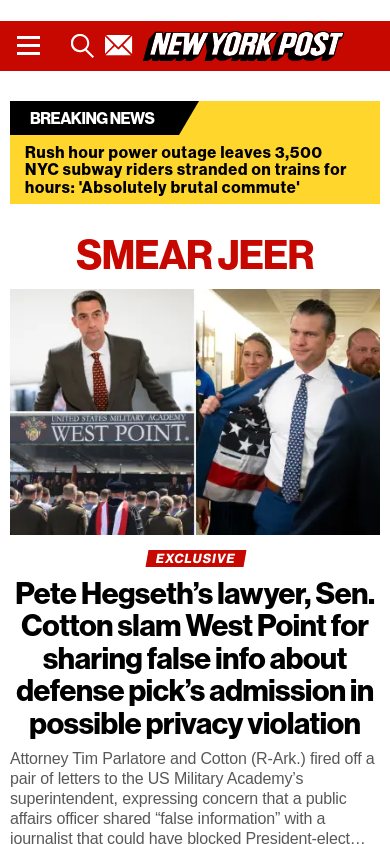 NEW YORK POST
BREAKING NEWS
Rush hour power outage leaves 3,500
NYC subway riders stranded on trains for
hours: 'Absolutely brutal commute'
SMEAR JEER
UNITED STATES MILITARY ACADEMY
WEST POINT.
EXCLUSIVE
Pete Hegseth’s lawyer, Sen.
Cotton slam West Point for
sharing false info about
defense pick’s admission in
possible privacy violation
Attorney Tim Parlatore and Cotton (R-Ark.) fired off a
pair of letters to the US Military Academy’s
superintendent, expressing concern that a public
affairs officer shared “false information” with a
journalist that could have blocked President-elect…